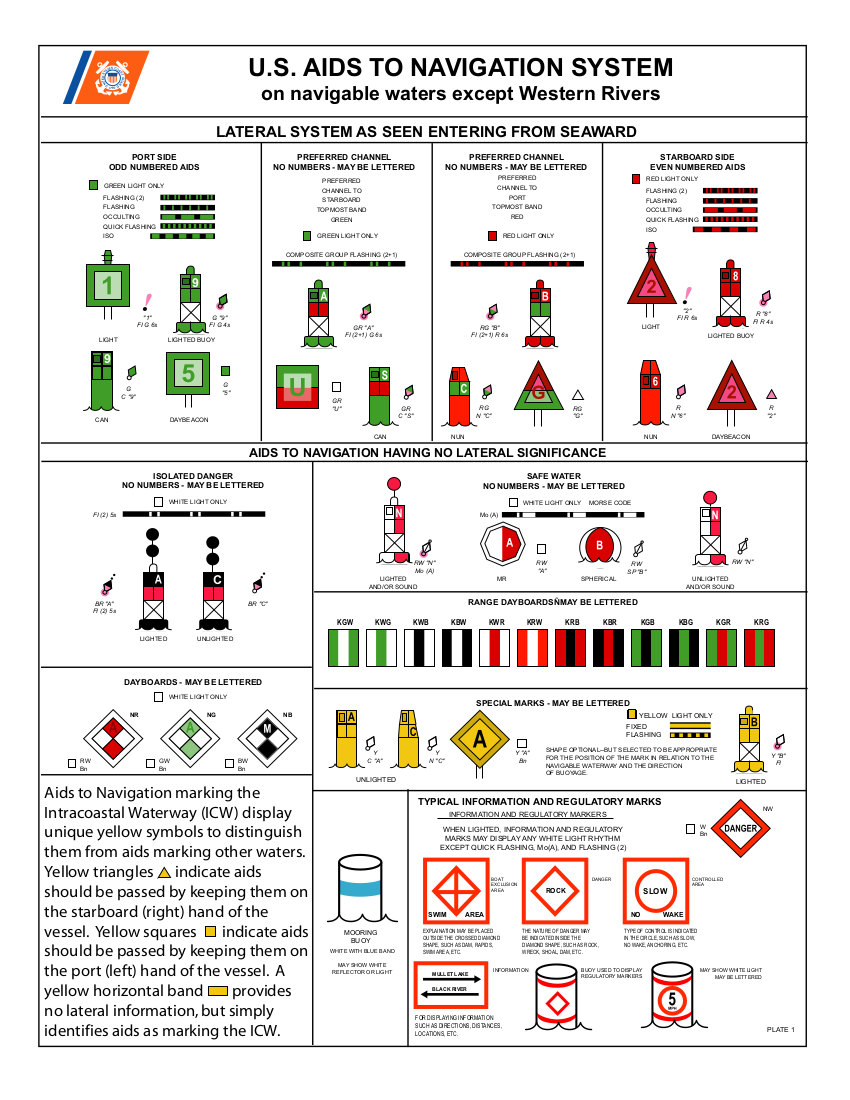 U.S. AIDS TO NAVIGATION SYSTEM
on navigable waters except Western Rivers
LATERAL SYSTEM AS SEEN ENTERING FROM SEAWARD
PORT SIDE
ODD NUMBERED AIDS
GREEN LIGHT ONLY
FLASHING (2)
FLASHING
OCCULTING
QUICK FLASHING
ISO
1
"1"
Fl G 6s
LIGHT
9
G "9"
Fl G 4s
LIGHTED BUOY
9
G
C "9"
CAN
5
G
"5"
DAYBEACON
PREFERRED CHANNEL
NO NUMBERS - MAY BE LETTERED
PREFERRED
CHANNEL TO
STARBOARD
TOPMOST BAND
GREEN
GREEN LIGHT ONLY
COMPOSITE GROUP FLASHING (2+1)
A
GR "A"
Fl (2+1) G 6s
U
GR
"U"
S
GR
C "S"
CAN
PREFERRED CHANNEL
NO NUMBERS - MAY BE LETTERED
PREFERRED
CHANNEL TO
PORT
TOPMOST BAND
RED
RED LIGHT ONLY
COMPOSITE GROUP FLASHING (2+1)
B
RG "B"
Fl (2+1) R 6s
C
RG
N "C"
NUN
G
RG
"G"
STARBOARD SIDE
EVEN NUMBERED AIDS
RED LIGHT ONLY
FLASHING (2)
FLASHING
OCCULTING
QUICK FLASHING
ISO
2
"2"
Fl R 6s
LIGHT
8
R "8"
Fl R 4s
LIGHTED BUOY
6
R
N "6"
NUN
2
R
"2"
DAYBEACON
AIDS TO NAVIGATION HAVING NO LATERAL SIGNIFICANCE
ISOLATED DANGER
NO NUMBERS - MAY BE LETTERED
WHITE LIGHT ONLY
Fl (2) 5s
A
BR "A"
Fl (2) 5s
LIGHTED
C
BR "C"
UNLIGHTED
SAFE WATER
NO NUMBERS - MAY BE LETTERED
WHITE LIGHT ONLY MORSE CODE
Mo (A)
N
RW "N"
Mo (A)
LIGHTED
AND/OR SOUND
A
RW
"A"
MR
B
RW
SP "B"
SPHERICAL
N
RW "N"
UNLIGHTED
AND/OR SOUND
RANGE DAYBOARDSÑMAY BE LETTERED
KGW KWG KWB KBW KWR KRW KRB KBR KGB KBG KGR KRG
DAYBOARDS - MAY BE LETTERED
WHITE LIGHT ONLY
A
NR
RW
Bn
A
NG
GW
Bn
M
NB
BW
Bn
SPECIAL MARKS - MAY BE LETTERED
YELLOW LIGHT ONLY
FIXED
FLASHING
A
Y
C "A"
C
Y
N "C"
UNLIGHTED
A
Y "A"
Bn
SHAPE OPTIONAL--BUT SELECTED TO BE APPROPRIATE
FOR THE POSITION OF THE MARK IN RELATION TO THE
NAVIGABLE WATERWAY AND THE DIRECTION
OF BUOYAGE.
B
Y "B"
Fl
LIGHTED
Aids to Navigation marking the
Intracoastal Waterway (ICW) display
unique yellow symbols to distinguish
them from aids marking other waters.
Yellow triangles indicate aids
should be passed by keeping them on
the starboard (right) hand of the
vessel. Yellow squares indicate aids
should be passed by keeping them on
the port (left) hand of the vessel. A
yellow horizontal band provides
no lateral information, but simply
identifies aids as marking the ICW.
MOORING
BUOY
WHITE WITH BLUE BAND
MAY SHOW WHITE
REFLECTOR OR LIGHT
TYPICAL INFORMATION AND REGULATORY MARKS
INFORMATION AND REGULATORY MARKERS
WHEN LIGHTED, INFORMATION AND REGULATORY
MARKS MAY DISPLAY ANY WHITE LIGHT RHYTHM
EXCEPT QUICK FLASHING, Mo(A), AND FLASHING (2)
W
Bn
DANGER
NW
SWIM AREA
BOAT
EXCLUSION
AREA
EXPLAINATION MAY BE PLACED
OUTSIDE THE CROSSED DIAMOND
SHAPE, SUCH AS DAM, RAPIDS,
SWIM AREA, ETC.
ROCK
DANGER
THE NATURE OF DANGER MAY
BE INDICATED INSIDE THE
DIAMOND SHAPE, SUCH AS ROCK,
WRECK, SHOAL, DAM, ETC.
SLOW
NO WAKE
CONTROLLED
AREA
TYPE OF CONTROL IS INDICATED
IN THE CIRCLE, SUCH AS SLOW,
NO WAKE, ANCHORING, ETC.
MULLET LAKE
BLACK RIVER
INFORMATION
FOR DISPLAYING INFORMATION
SUCH AS DIRECTIONS, DISTANCES,
LOCATIONS, ETC.
BUOY USED TO DISPLAY
REGULATORY MARKERS
5
MPH
MAY SHOW WHITE LIGHT
MAY BE LETTERED
PLATE 1